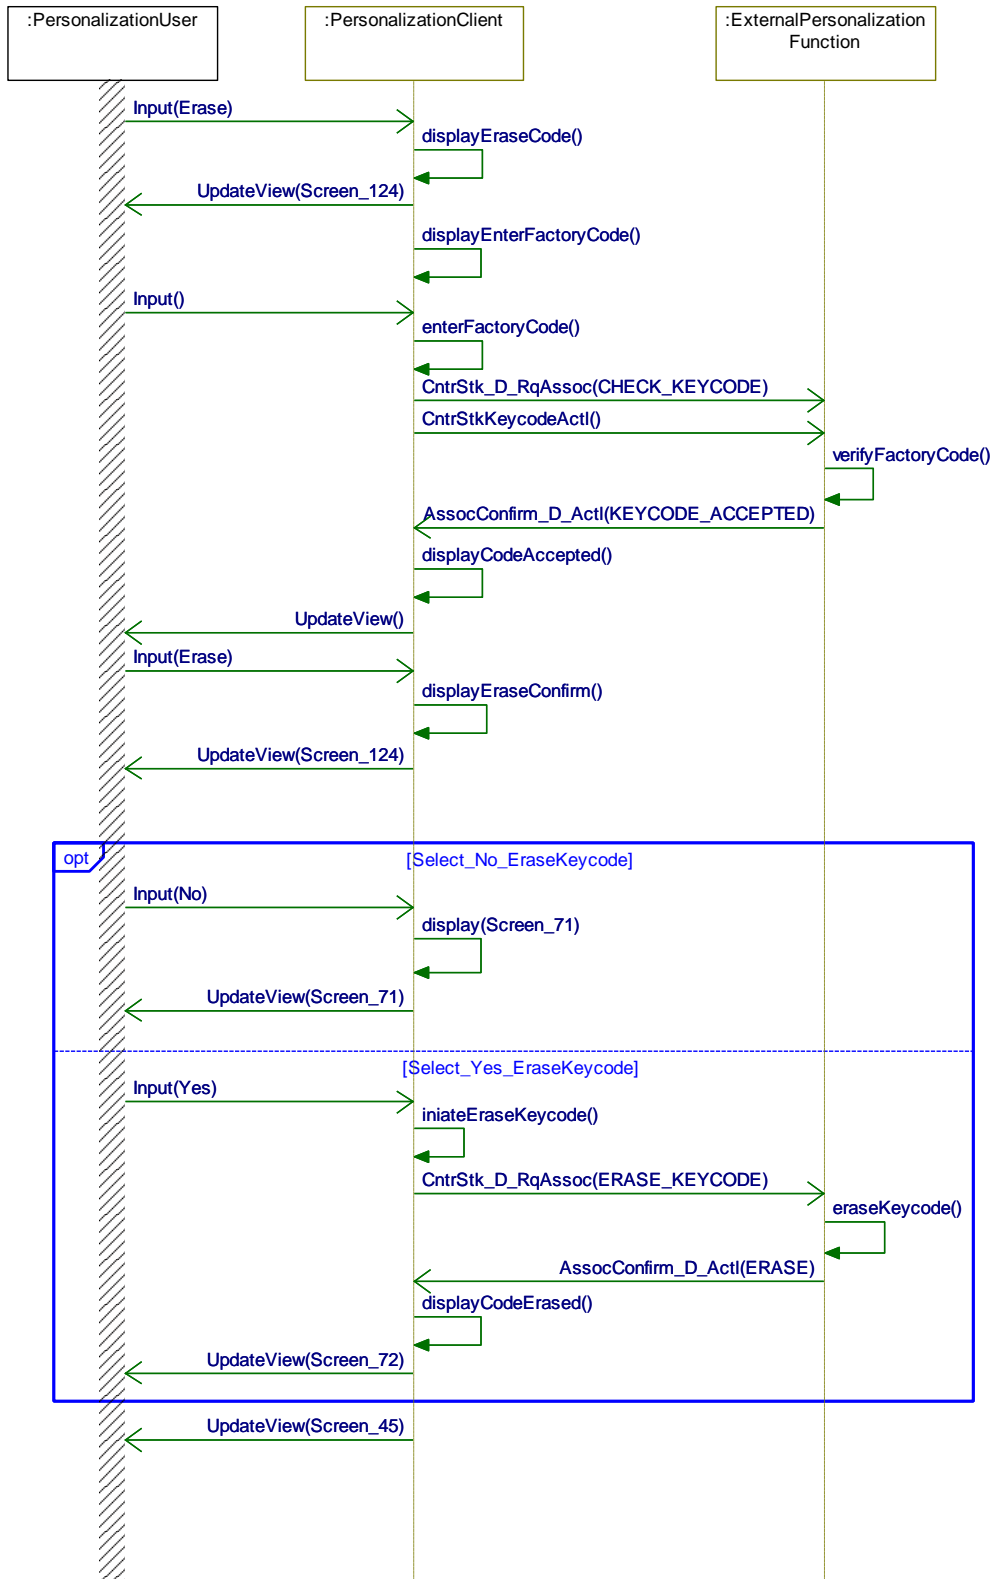 :PersonalizationUser
:PersonalizationClient
:ExternalPersonalization
Function
Input(Erase)
displayEraseCode()
UpdateView(Screen_124)
displayEnterFactoryCode()
Input()
enterFactoryCode()
CntrStk_D_RqAssoc(CHECK_KEYCODE)
CntrStkKeycodeActl()
verifyFactoryCode()
AssocConfirm_D_Actl(KEYCODE_ACCEPTED)
displayCodeAccepted()
UpdateView()
Input(Erase)
displayEraseConfirm()
UpdateView(Screen_124)
opt
[Select_No_EraseKeycode]
Input(No)
display(Screen_71)
UpdateView(Screen_71)
[Select_Yes_EraseKeycode]
Input(Yes)
iniateEraseKeycode()
CntrStk_D_RqAssoc(ERASE_KEYCODE)
eraseKeycode()
AssocConfirm_D_Actl(ERASE)
displayCodeErased()
UpdateView(Screen_72)
UpdateView(Screen_45)